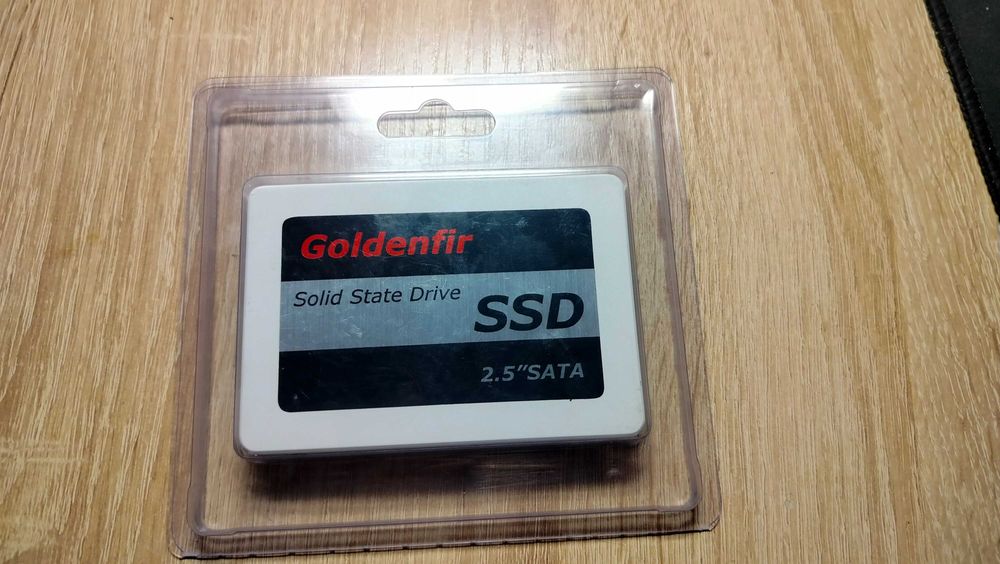 Goldenfir
Solid State Drive
SSD
2.5”SATA